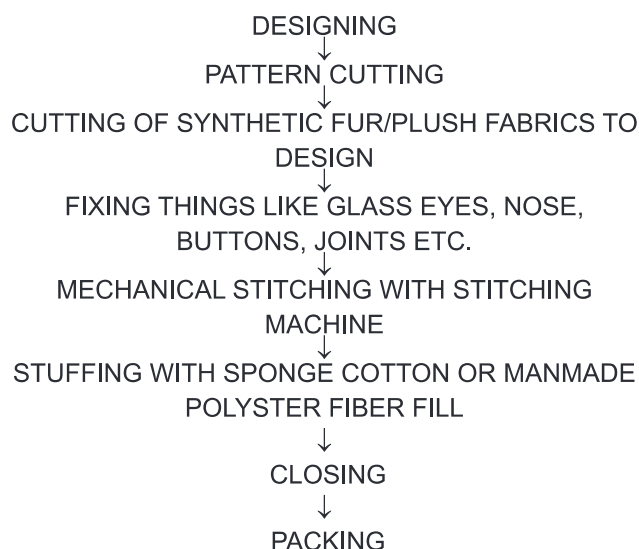 DESIGNING
↓
PATTERN CUTTING
↓
CUTTING OF SYNTHETIC FUR/PLUSH FABRICS TO
DESIGN
↓
FIXING THINGS LIKE GLASS EYES, NOSE,
BUTTONS, JOINTS ETC.
↓
MECHANICAL STITCHING WITH STITCHING
MACHINE
↓
STUFFING WITH SPONGE COTTON OR MANMADE
POLYSTER FIBER FILL
↓
CLOSING
↓
PACKING